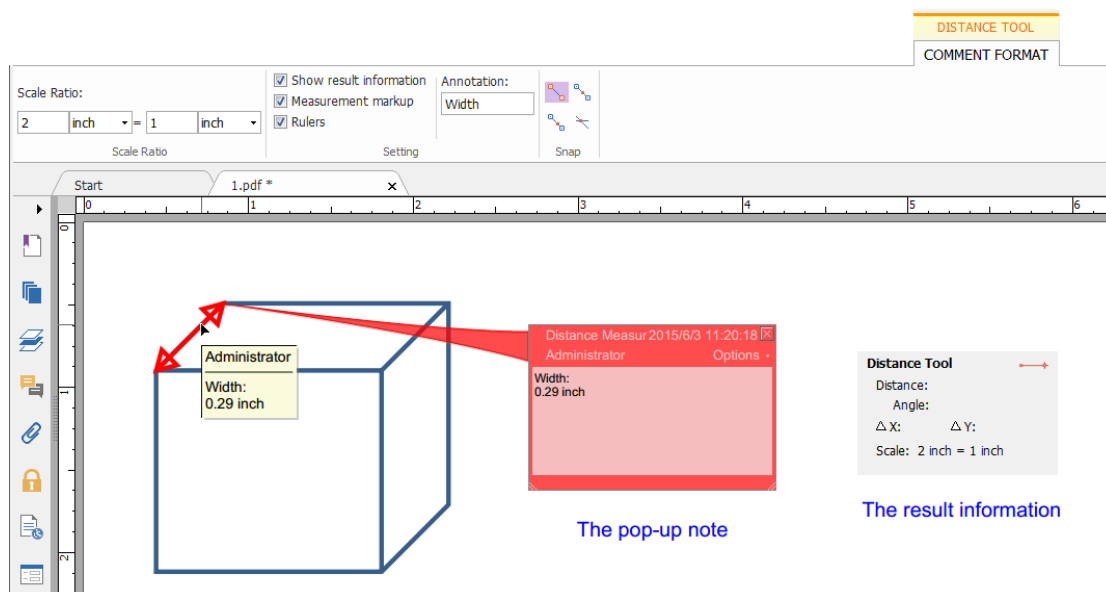 DISTANCE TOOL
COMMENT FORMAT
Scale Ratio:
2 inch = 1 inch
Scale Ratio
Show result information
Measurement markup
Rulers
Setting
Annotation:
Width
Snap
Start
1.pdf *
0 1 2 3 4 5 6
0
1
2
Administrator
Width:
0.29 inch
Distance Measur 2015/6/3 11:20:18
Administrator Options
Width:
0.29 inch
The pop-up note
Distance Tool
Distance:
Angle:
△ X: △ Y:
Scale: 2 inch = 1 inch
The result information